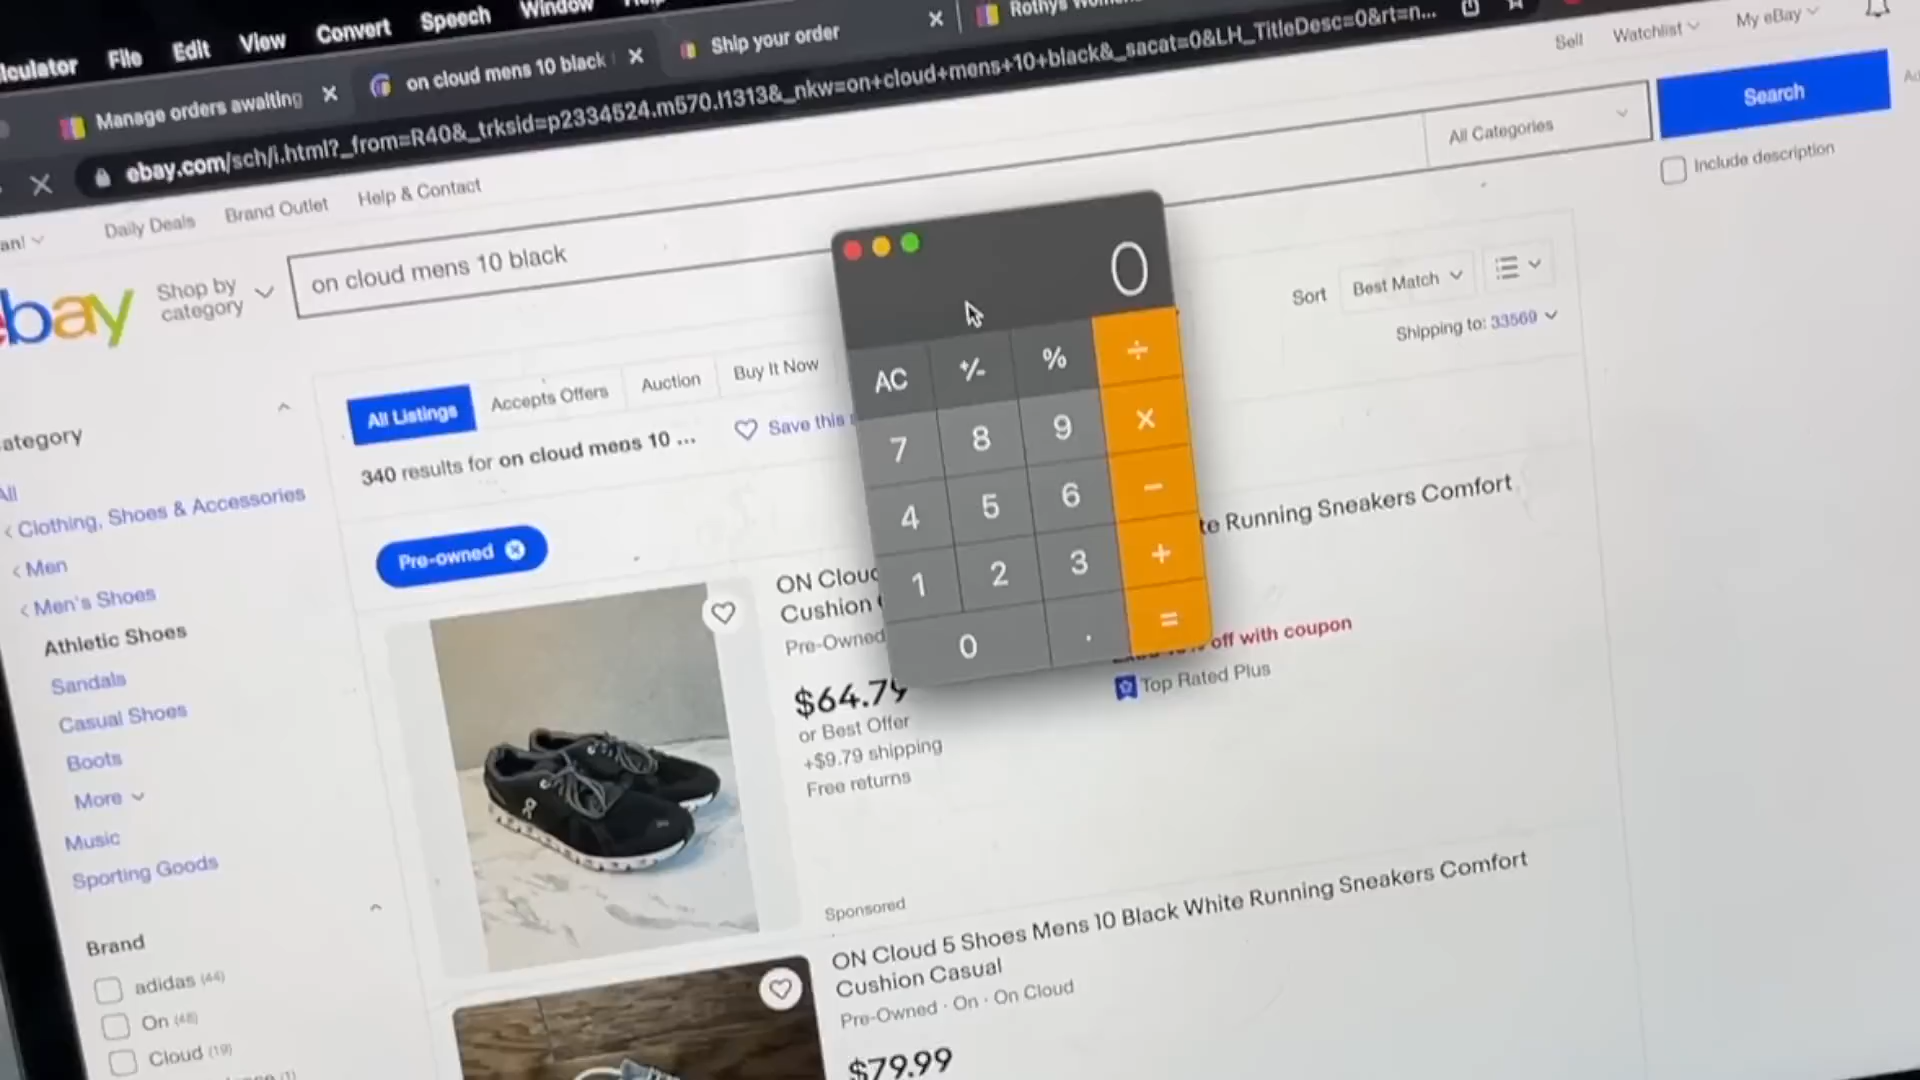 File Edit View Convert Speech Window
Manage orders awaiting
on cloud mens 10 black
Ship your order
Rothys
ebay.com/sch/i.html?_from=R40&_trksid=p2334524.m570.l1313&_nkw=on+cloud+mens+10+black&_sacat=0&LH_TitleDesc=0&rt=n...
Daily Deals Brand Outlet Help & Contact
Sell Watchlist My eBay
ebay
Shop by
category
on cloud mens 10 black
All Categories
Search
Include description
Sort Best Match
Shipping to: 33569
All Listings Accepts Offers Auction Buy It Now
340 results for on cloud mens 10 ...
Save this
Pre-owned
0
AC +/- % ÷
7 8 9 ×
4 5 6 −
1 2 3 +
0 . =
All
< Clothing, Shoes & Accessories
< Men
< Men's Shoes
Athletic Shoes
Sandals
Casual Shoes
Boots
More
Music
Sporting Goods
Brand
adidas (44)
On (48)
Cloud (19)
ON Cloud
Running Sneakers Comfort
Cushion
Pre-Owned
$64.79
or Best Offer
+$9.79 shipping
Free returns
off with coupon
Top Rated Plus
Sponsored
ON Cloud 5 Shoes Mens 10 Black White Running Sneakers Comfort
Cushion Casual
Pre-Owned · On · On Cloud
$79.99